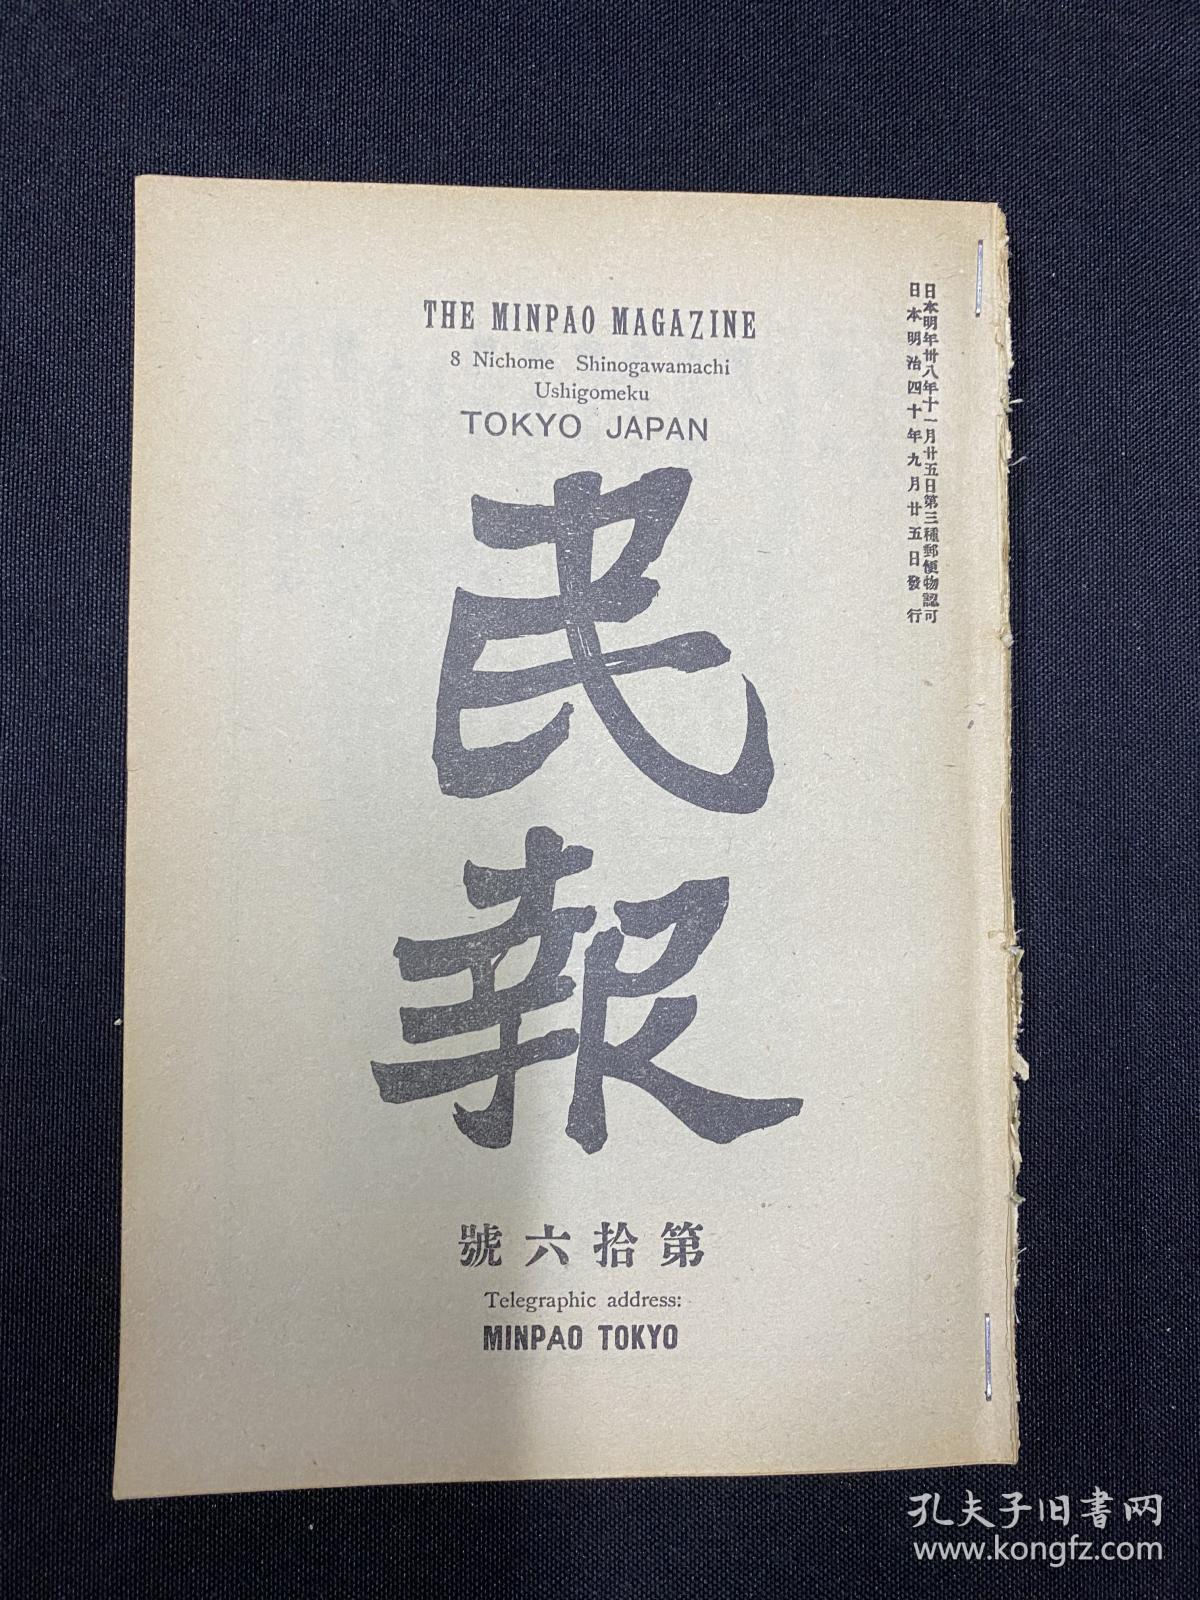 THE MINPAO MAGAZINE
8 Nichome Shinogawamachi
Ushigomeku
TOKYO JAPAN
日本明年卅八年十一月廿五日第三種郵便物認可
日本明治四十年九月廿五日發行
民報
第拾六號
Telegraphic address:
MINPAO TOKYO
孔夫子旧書网
www.kongfz.com